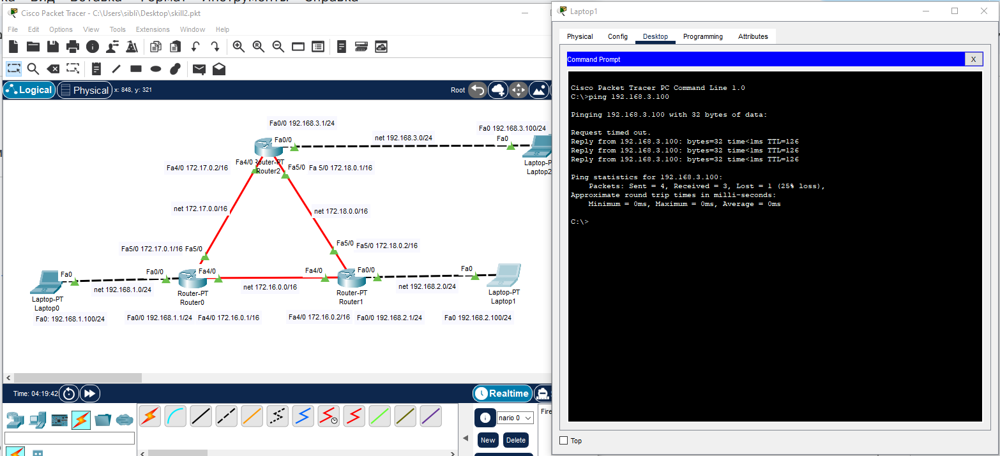 Вставка Формат Инструменты Справка
Cisco Packet Tracer - C:\Users\sibli\Desktop\skill2.pkt
File Edit Options View Tools Extensions Window Help
Logical Physical x: 848, y: 321 Root
Fa0/0 192.168.3.1/24
Fa0 192.168.3.100/24
net 192.168.3.0/24
Fa0/0
Fa0
Fa4/0 172.17.0.2/16
Fa4/0 Router-PT
Router2
Fa5/0 Fa 5/0 172.18.0.1/16
Laptop-P
Laptop2
net 172.17.0.0/16
net 172.18.0.0/16
Fa5/0 172.17.0.1/16 Fa5/0
Fa5/0 Fa5/0 172.18.0.2/16
Fa0
Fa0/0
Fa4/0
Fa4/0
Fa0/0
Fa0
net 192.168.1.0/24
net 172.16.0.0/16
net 192.168.2.0/24
Laptop-PT
Laptop0
Router-PT
Router0
Router-PT
Router1
Laptop-PT
Laptop1
Fa0: 192.168.1.100/24
Fa0/0 192.168.1.1/24 Fa4/0 172.16.0.1/16
Fa4/0 172.16.0.2/16 Fa0/0 192.168.2.1/24
Fa0 192.168.2.100/24
Time: 04:19:42
Realtime
nario 0
Fire
New Delete
Laptop1
Physical Config Desktop Programming Attributes
Command Prompt X
Cisco Packet Tracer PC Command Line 1.0
C:\>ping 192.168.3.100
Pinging 192.168.3.100 with 32 bytes of data:
Request timed out.
Reply from 192.168.3.100: bytes=32 time<1ms TTL=126
Reply from 192.168.3.100: bytes=32 time<1ms TTL=126
Reply from 192.168.3.100: bytes=32 time<1ms TTL=126
Ping statistics for 192.168.3.100:
Packets: Sent = 4, Received = 3, Lost = 1 (25% loss),
Approximate round trip times in milli-seconds:
Minimum = 0ms, Maximum = 0ms, Average = 0ms
C:\>
Top